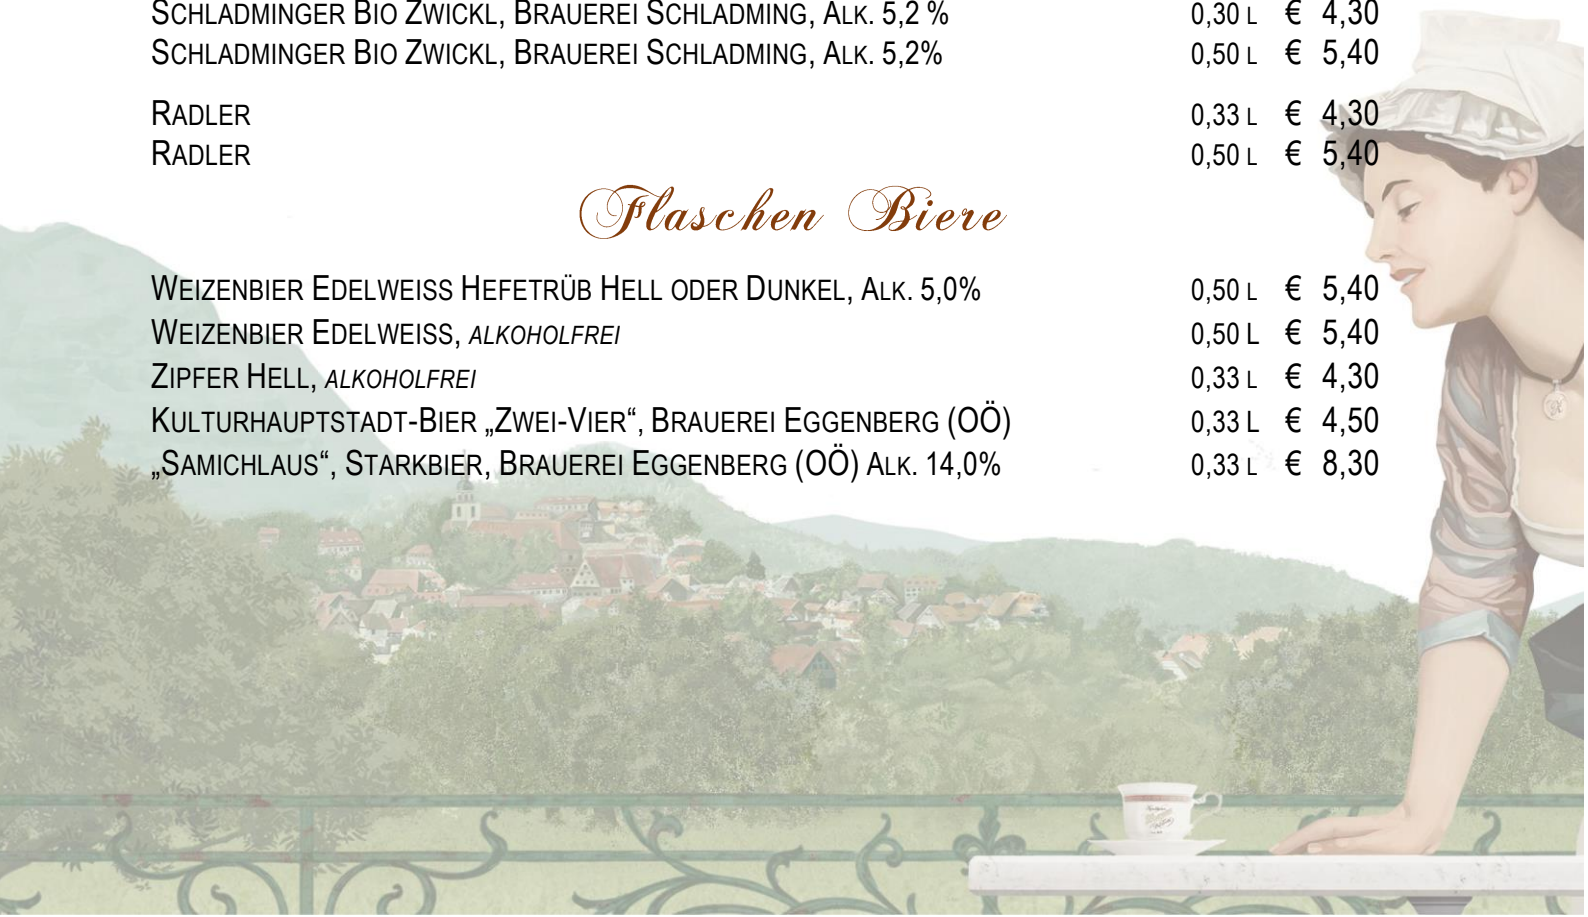 SCHLADMINGER BIO ZWICKL, BRAUEREI SCHLADMING, ALK. 5,2 % 0,30 L € 4,30
SCHLADMINGER BIO ZWICKL, BRAUEREI SCHLADMING, ALK. 5,2% 0,50 L € 5,40
RADLER 0,33 L € 4,30
RADLER 0,50 L € 5,40
Flaschen Biere
WEIZENBIER EDELWEISS HEFETRÜB HELL ODER DUNKEL, ALK. 5,0% 0,50 L € 5,40
WEIZENBIER EDELWEISS, ALKOHOLFREI 0,50 L € 5,40
ZIPFER HELL, ALKOHOLFREI 0,33 L € 4,30
KULTURHAUPTSTADT-BIER „ZWEI-VIER“, BRAUEREI EGGENBERG (OÖ) 0,33 L € 4,50
„SAMICHLAUS“, STARKBIER, BRAUEREI EGGENBERG (OÖ) ALK. 14,0% 0,33 L € 8,30